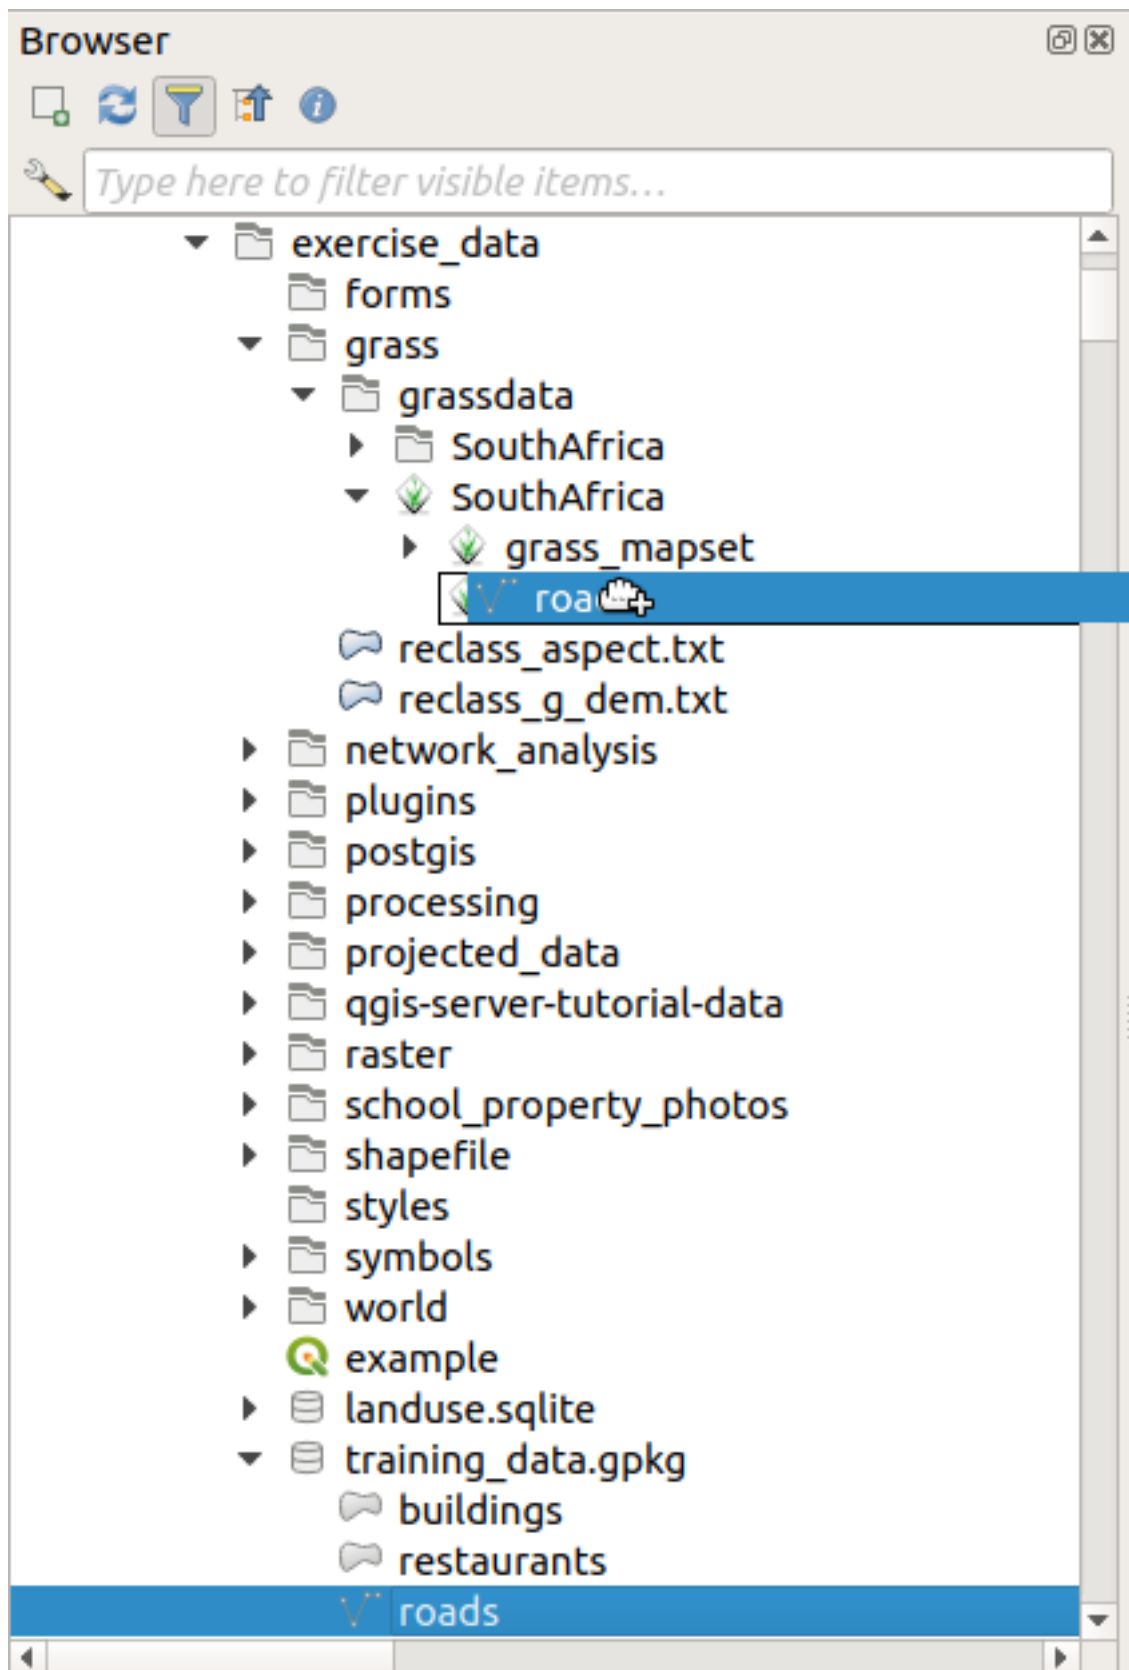 Browser
Type here to filter visible items...
exercise_data
forms
grass
grassdata
SouthAfrica
SouthAfrica
grass_mapset
reclass_aspect.txt
reclass_g_dem.txt
network_analysis
plugins
postgis
processing
projected_data
qgis-server-tutorial-data
raster
school_property_photos
shapefile
styles
symbols
world
example
landuse.sqlite
training_data.gpkg
buildings
restaurants
roads